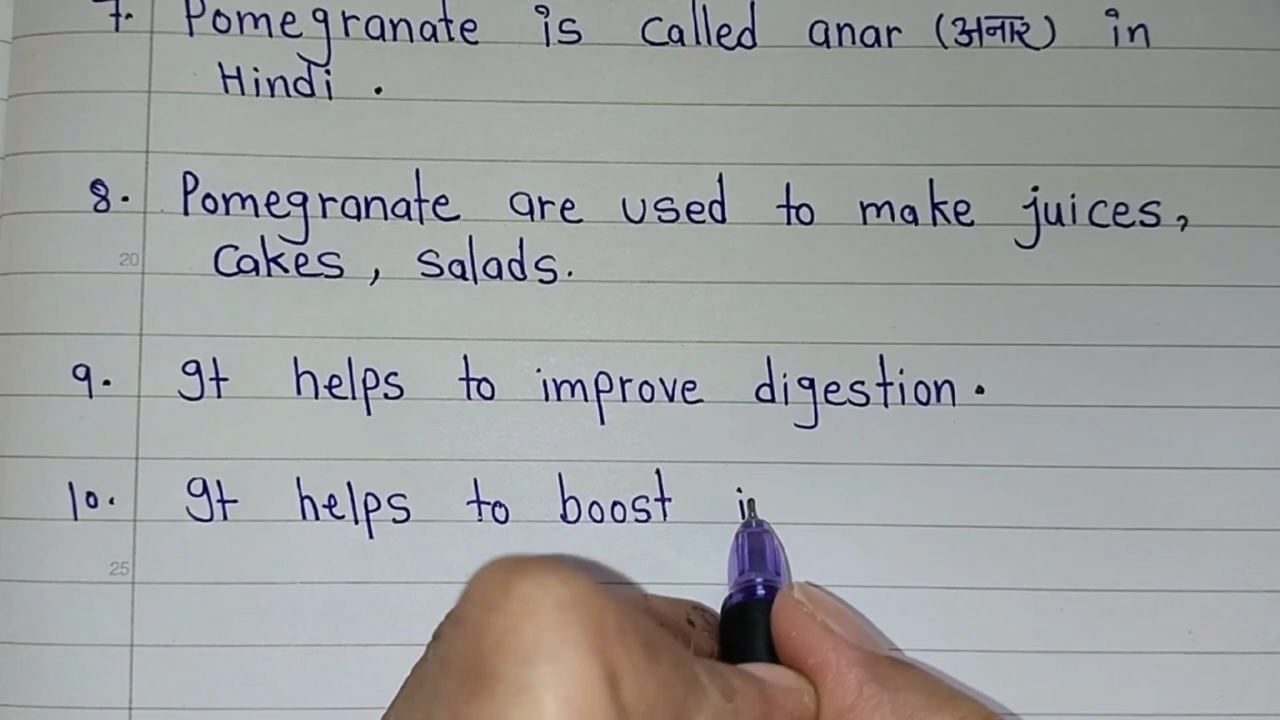 7. Pomegranate is called anar (अनार) in
Hindi.
8. Pomegranate are used to make juices,
20
cakes, salads.
9. It helps to improve digestion.
10. It helps to boost
25